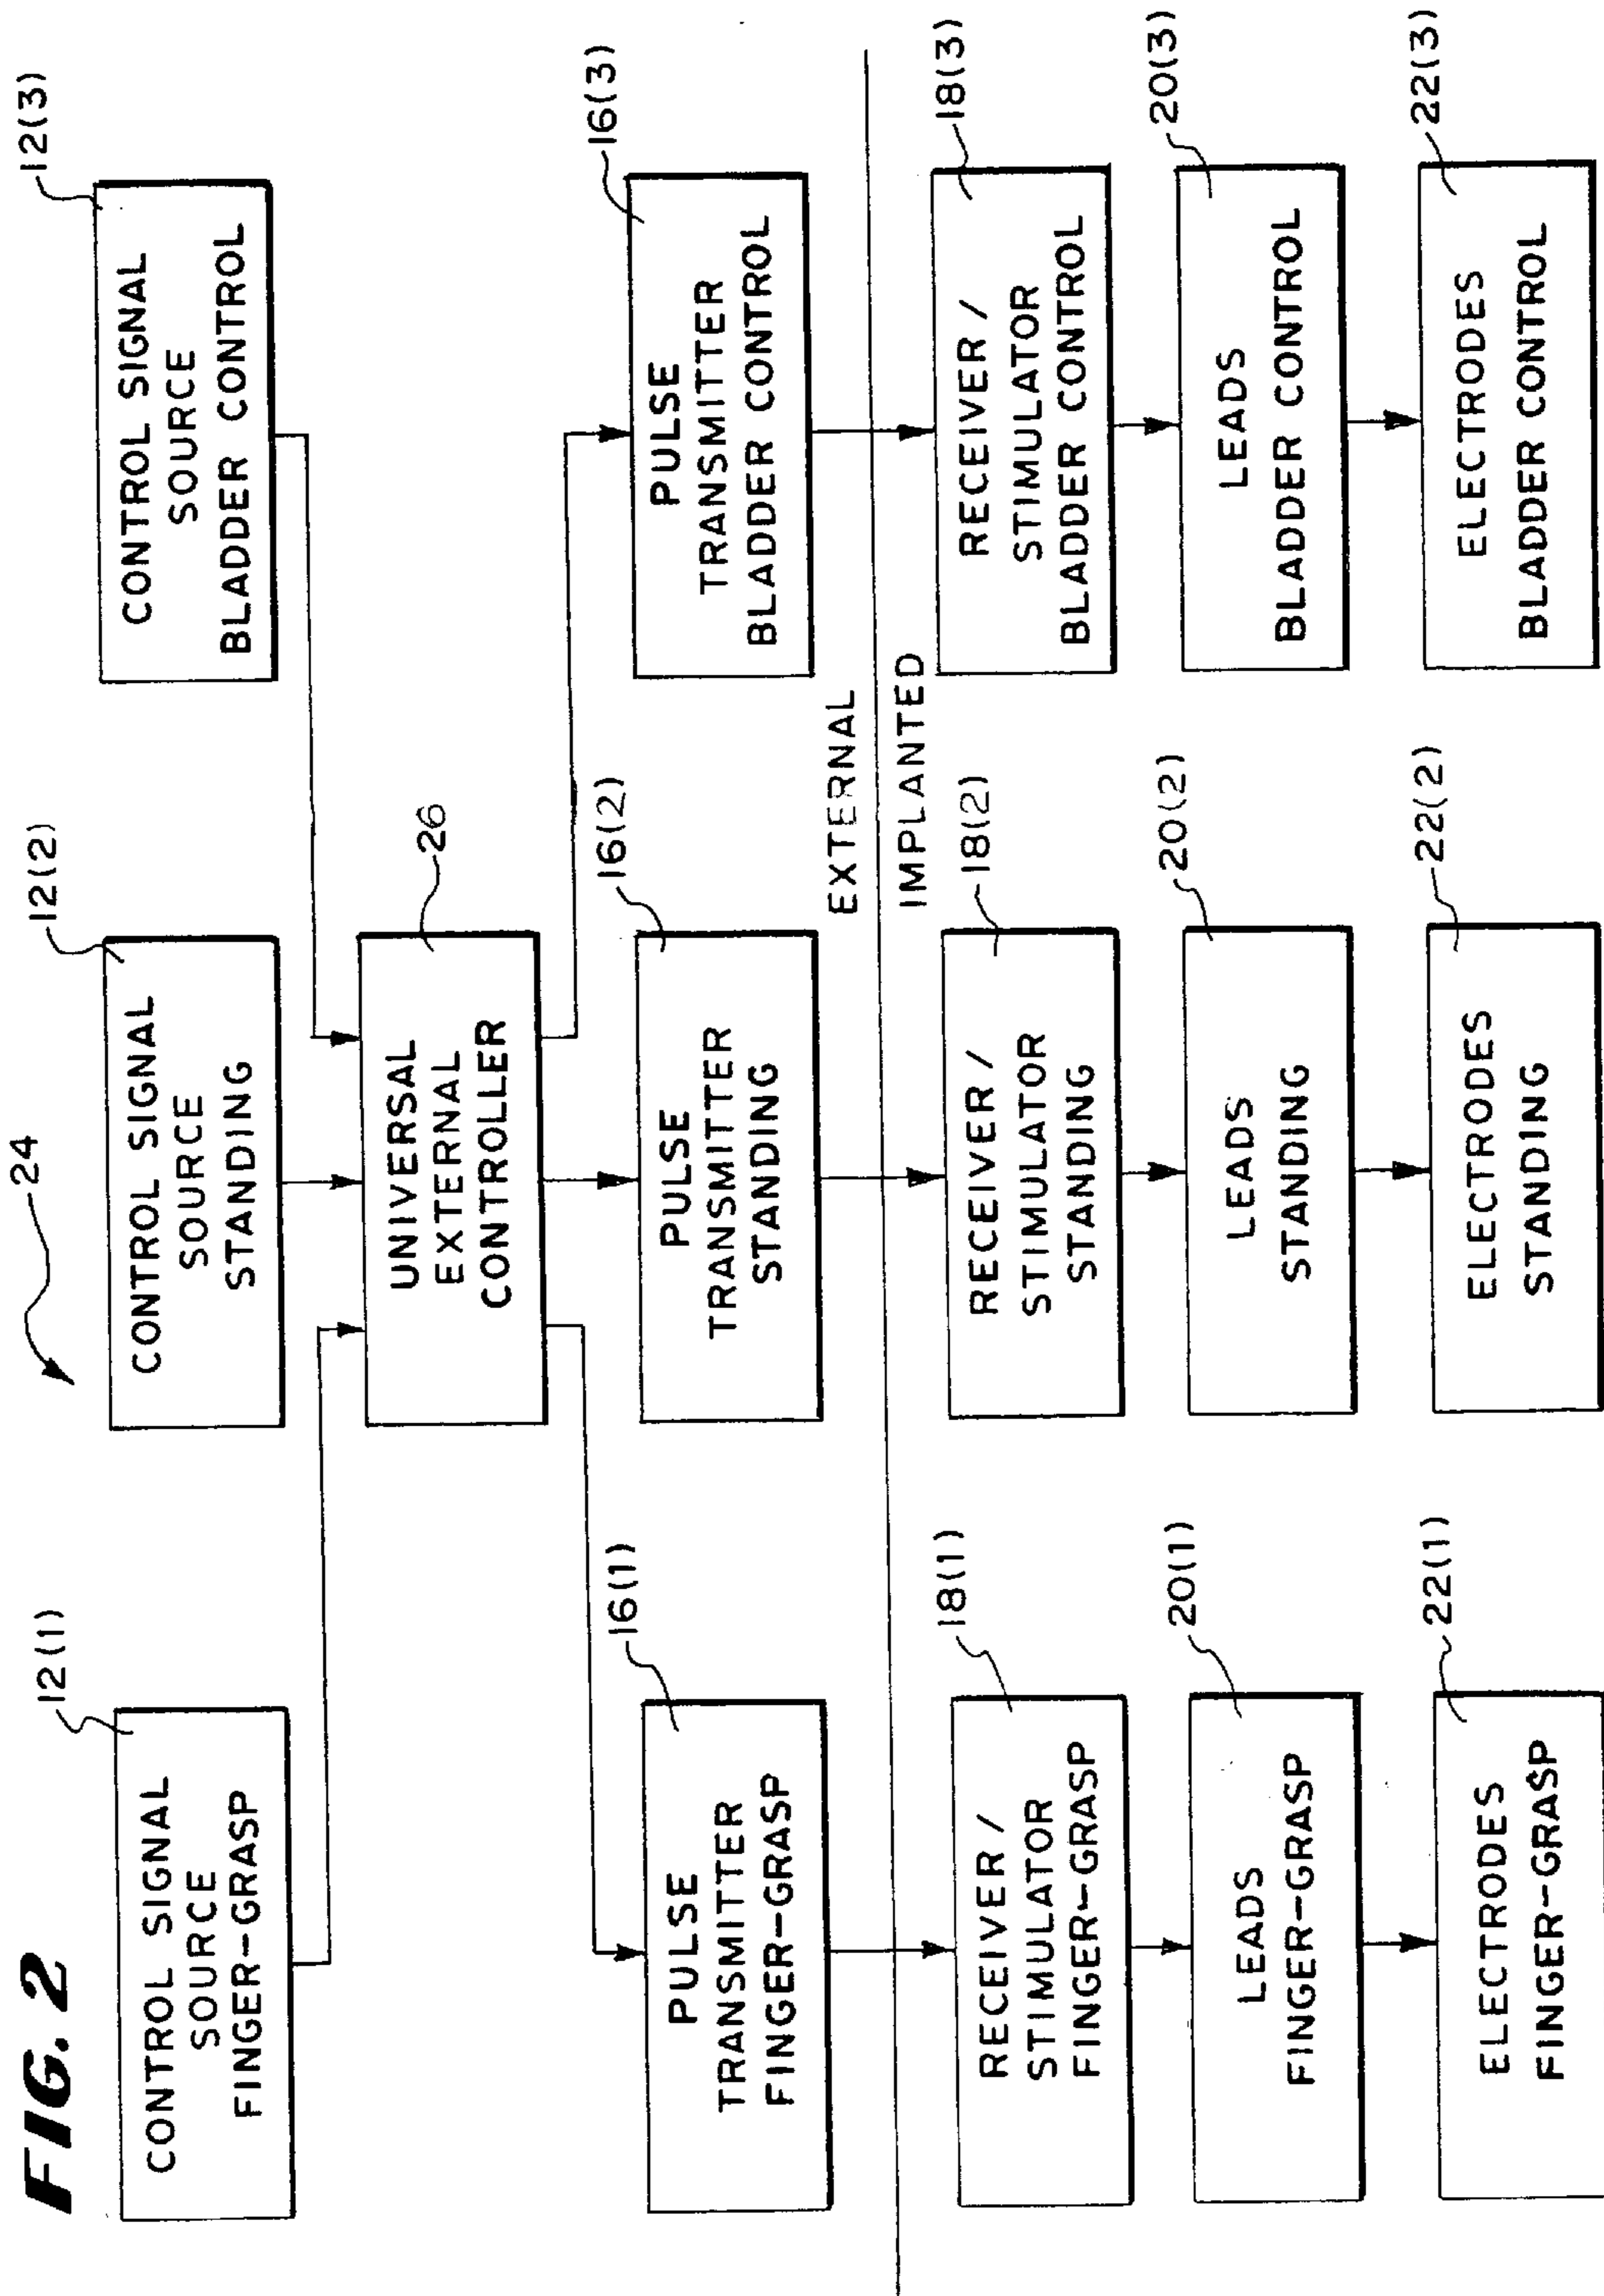 FIG. 2
24
12(1)
CONTROL SIGNAL
SOURCE
FINGER-GRASP
12(2)
CONTROL SIGNAL
SOURCE
STANDING
12(3)
CONTROL SIGNAL
SOURCE
BLADDER CONTROL
26
UNIVERSAL
EXTERNAL
CONTROLLER
16(1)
PULSE
TRANSMITTER
FINGER-GRASP
16(2)
PULSE
TRANSMITTER
STANDING
16(3)
PULSE
TRANSMITTER
BLADDER CONTROL
EXTERNAL
IMPLANTED
18(1)
RECEIVER /
STIMULATOR
FINGER-GRASP
18(2)
RECEIVER /
STIMULATOR
STANDING
18(3)
RECEIVER /
STIMULATOR
BLADDER CONTROL
20(1)
LEADS
FINGER-GRASP
20(2)
LEADS
STANDING
20(3)
LEADS
BLADDER CONTROL
22(1)
ELECTRODES
FINGER-GRASP
22(2)
ELECTRODES
STANDING
22(3)
ELECTRODES
BLADDER CONTROL